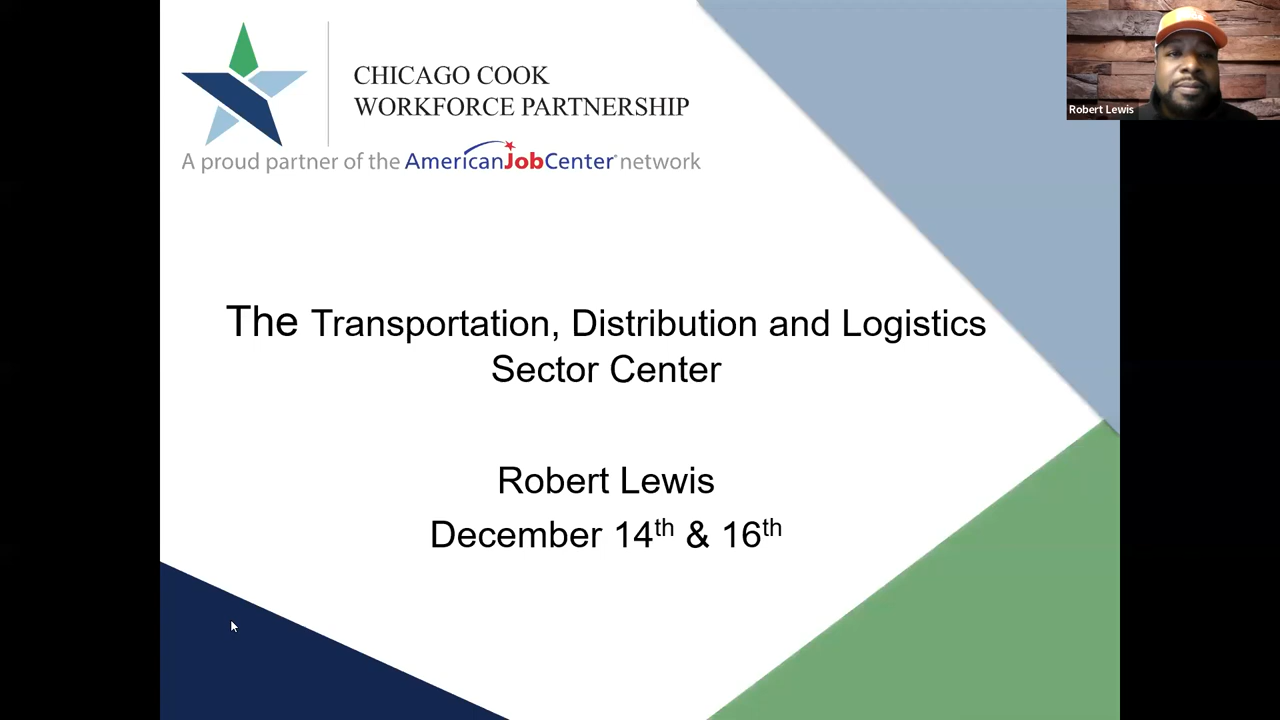 CHICAGO COOK
WORKFORCE PARTNERSHIP
A proud partner of the AmericanJobCenter® network
Robert Lewis
The Transportation, Distribution and Logistics
Sector Center
Robert Lewis
December 14th & 16th